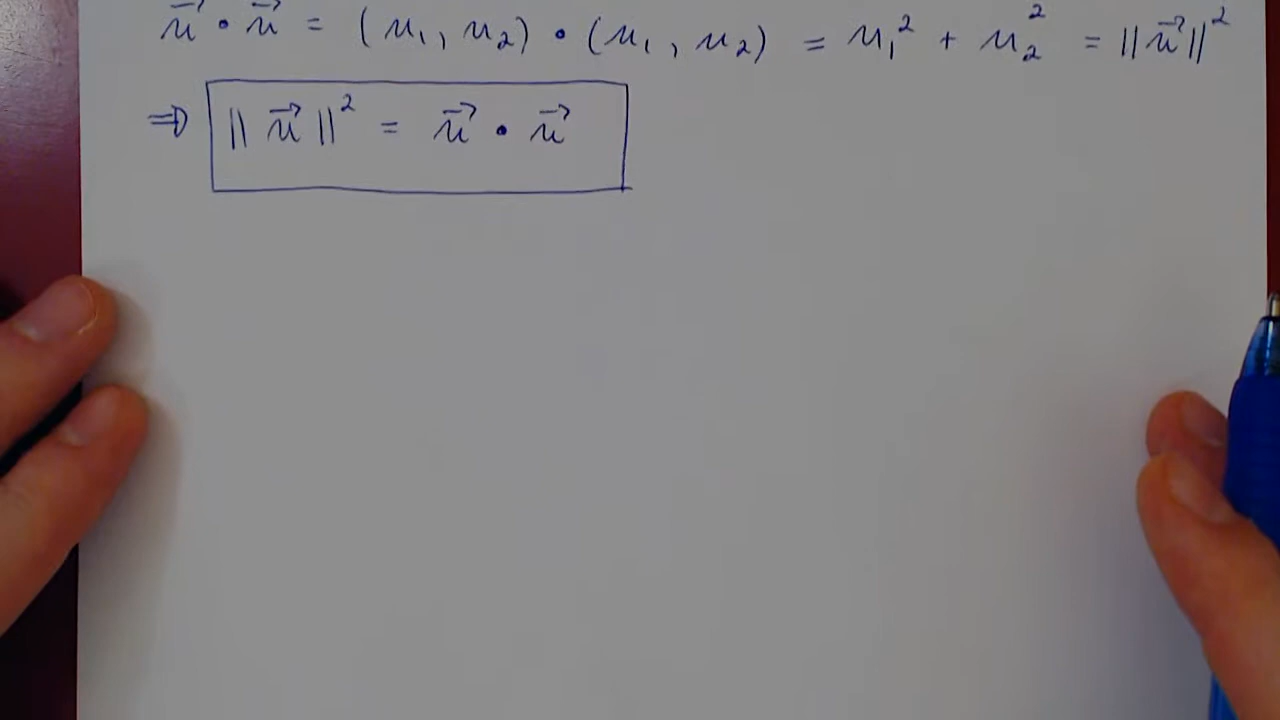 u⃗ • u⃗ = (u₁, u₂) • (u₁, u₂) = u₁² + u₂² = ||u⃗||²
⇒ ||u⃗||² = u⃗ • u⃗